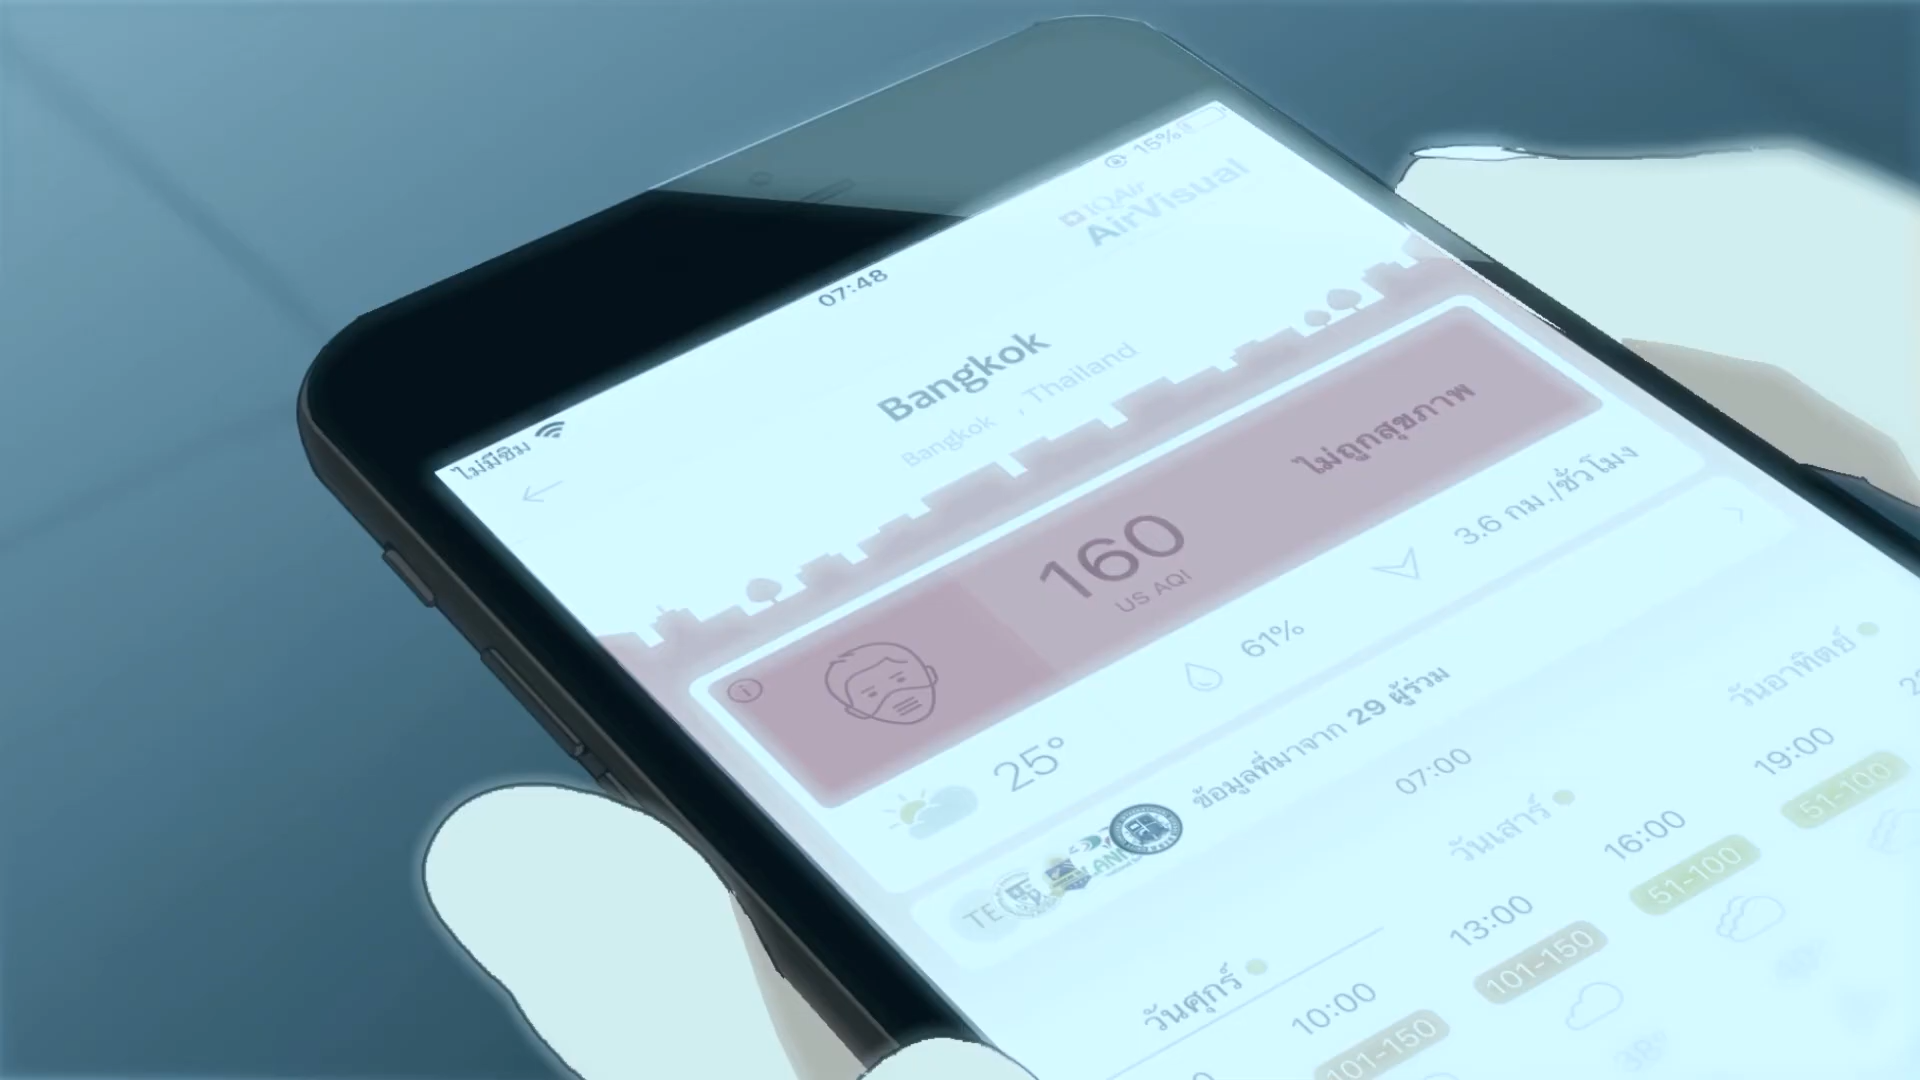 ไม่มีซิม
07:48
15%
IQAir
AirVisual
Bangkok
Bangkok , Thailand
160
US AQI
ไม่ถูกสุขภาพ
25°
61%
3.6 กม./ชั่วโมง
ข้อมูลที่มาจาก 29 ผู้ร่วม
TE
วันศุกร์
วันเสาร์
วันอาทิตย์
07:00
10:00
13:00
16:00
19:00
101-150
101-150
51-100
51-100